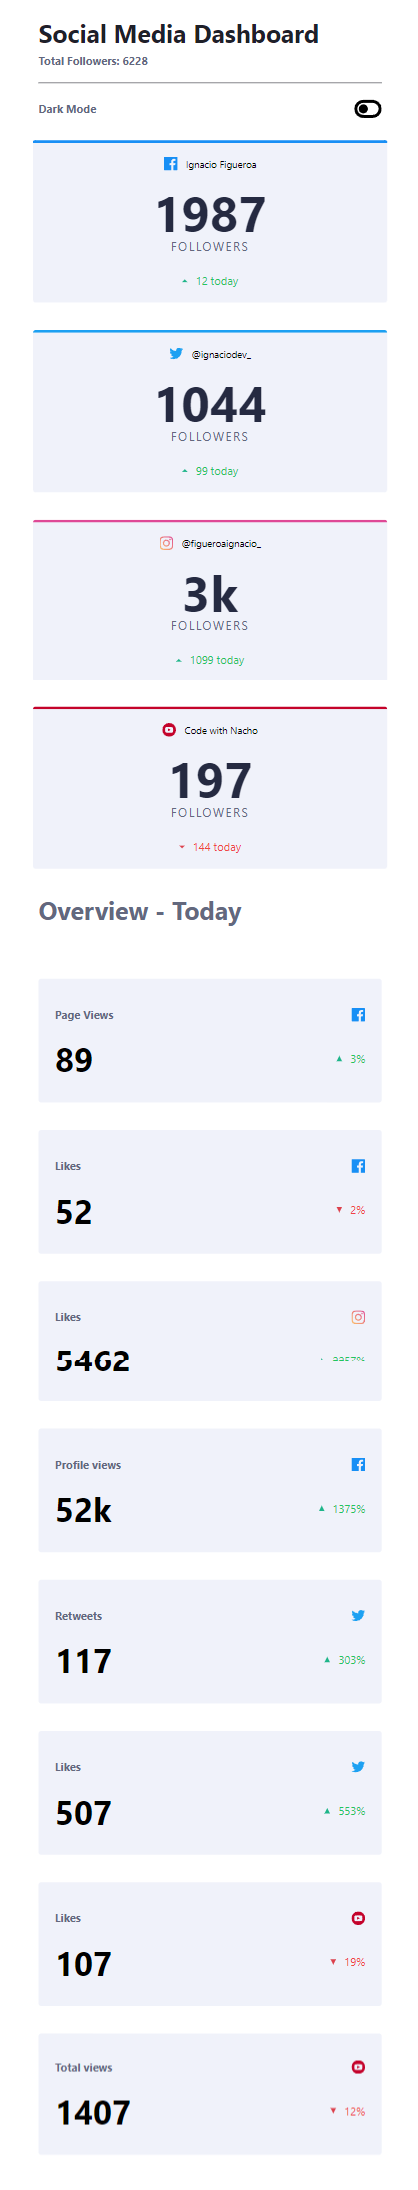 Social Media Dashboard
Total Followers: 6228
Dark Mode
Ignacio Figueroa
1987
FOLLOWERS
12 today
@ignaciodev_
1044
FOLLOWERS
99 today
@figueroaignacio_
3k
FOLLOWERS
1099 today
Code with Nacho
197
FOLLOWERS
144 today
Overview - Today
Page Views
89
3%
Likes
52
2%
Likes
5462
Profile views
52k
1375%
Retweets
117
303%
Likes
507
553%
Likes
107
19%
Total views
1407
12%